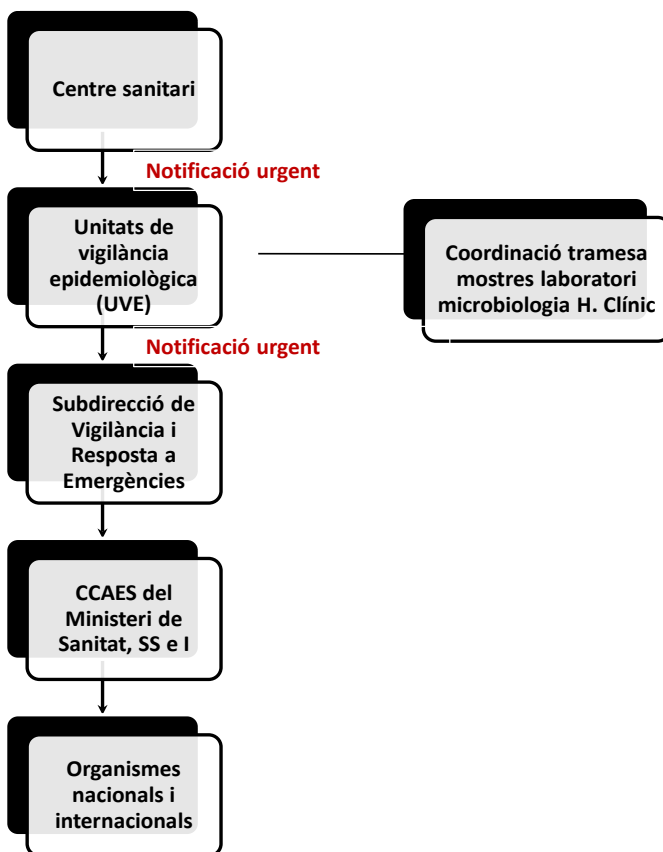 Centre sanitari
Notificació urgent
Unitats de
vigilància
epidemiològica
(UVE)
Coordinació tramesa
mostres laboratori
microbiologia H. Clínic
Notificació urgent
Subdirecció de
Vigilància i
Resposta a
Emergències
CCAES del
Ministeri de
Sanitat, SS e I
Organismes
nacionals i
internacionals